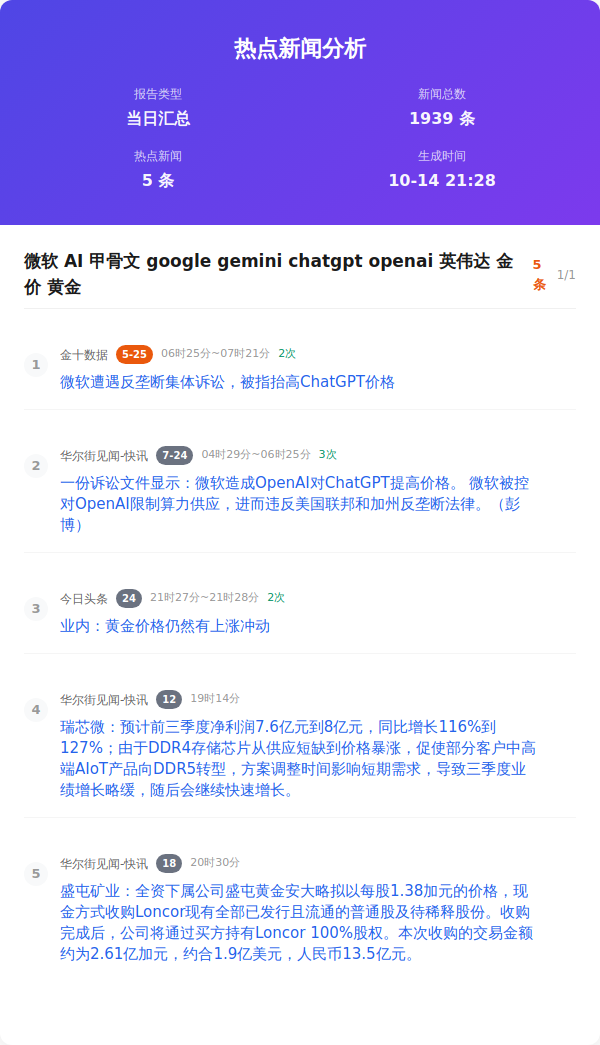 热点新闻分析
报告类型
新闻总数
当日汇总
1939 条
热点新闻
生成时间
5 条
10-14 21:28
微软 AI 甲骨文 google gemini chatgpt openai 英伟达 金
价 黄金
5
条
1/1
1
金十数据 5-25 06时25分~07时21分 2次
微软遭遇反垄断集体诉讼，被指抬高ChatGPT价格
2
华尔街见闻-快讯 7-24 04时29分~06时25分 3次
一份诉讼文件显示：微软造成OpenAI对ChatGPT提高价格。 微软被控
对OpenAI限制算力供应，进而违反美国联邦和加州反垄断法律。（彭
博）
3
今日头条 24 21时27分~21时28分 2次
业内：黄金价格仍然有上涨冲动
4
华尔街见闻-快讯 12 19时14分
瑞芯微：预计前三季度净利润7.6亿元到8亿元，同比增长116%到
127%；由于DDR4存储芯片从供应短缺到价格暴涨，促使部分客户中高
端AIoT产品向DDR5转型，方案调整时间影响短期需求，导致三季度业
绩增长略缓，随后会继续快速增长。
5
华尔街见闻-快讯 18 20时30分
盛屯矿业：全资下属公司盛屯黄金安大略拟以每股1.38加元的价格，现
金方式收购Loncor现有全部已发行且流通的普通股及待稀释股份。收购
完成后，公司将通过买方持有Loncor 100%股权。本次收购的交易金额
约为2.61亿加元，约合1.9亿美元，人民币13.5亿元。